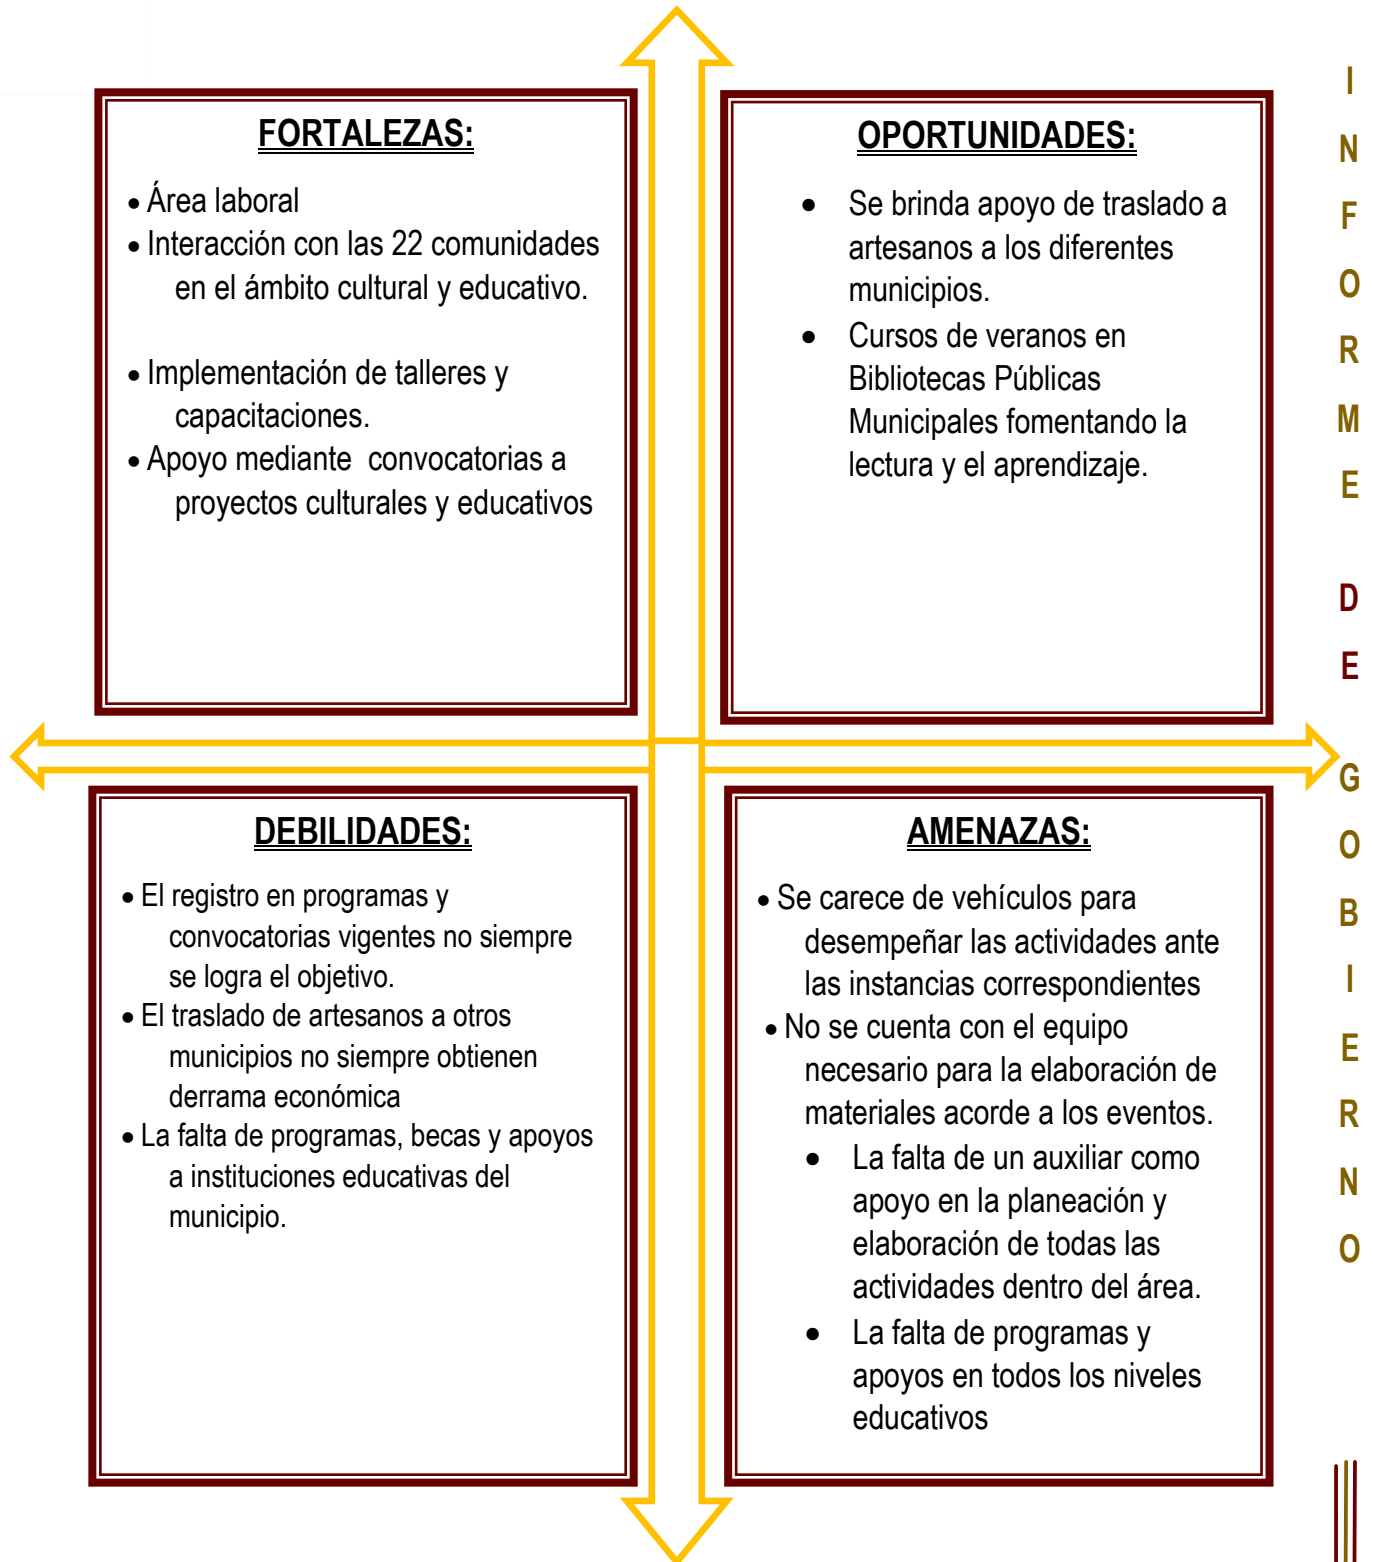 FORTALEZAS:
• Área laboral
• Interacción con las 22 comunidades
en el ámbito cultural y educativo.
• Implementación de talleres y
capacitaciones.
• Apoyo mediante  convocatorias a
proyectos culturales y educativos
OPORTUNIDADES:
• Se brinda apoyo de traslado a
artesanos a los diferentes
municipios.
• Cursos de veranos en
Bibliotecas Públicas
Municipales fomentando la
lectura y el aprendizaje.
DEBILIDADES:
• El registro en programas y
convocatorias vigentes no siempre
se logra el objetivo.
• El traslado de artesanos a otros
municipios no siempre obtienen
derrama económica
• La falta de programas, becas y apoyos
a instituciones educativas del
municipio.
AMENAZAS:
• Se carece de vehículos para
desempeñar las actividades ante
las instancias correspondientes
• No se cuenta con el equipo
necesario para la elaboración de
materiales acorde a los eventos.
• La falta de un auxiliar como
apoyo en la planeación y
elaboración de todas las
actividades dentro del área.
• La falta de programas y
apoyos en todos los niveles
educativos
I
N
F
O
R
M
E
D
E
G
O
B
I
E
R
N
O